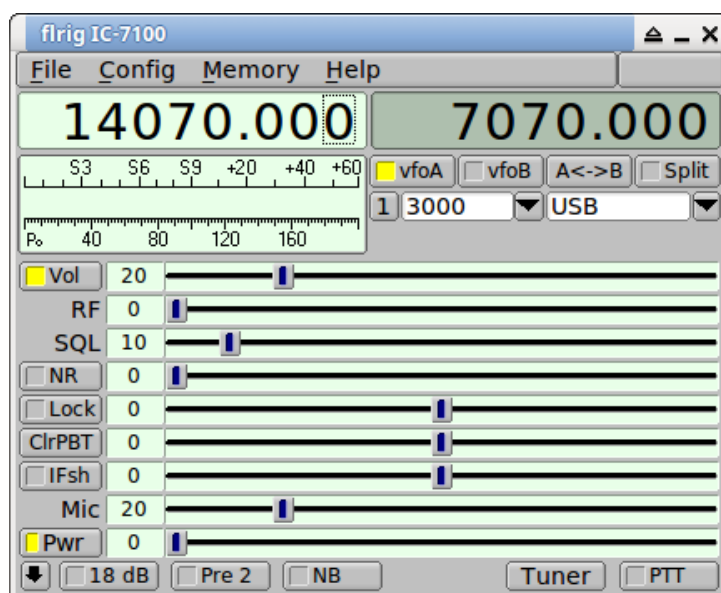 flrig IC-7100
File Config Memory Help
14070.000 7070.000
S3 S6 S9 +20 +40 +60
vfoA vfoB A<->B Split
1 3000 USB
Po 40 80 120 160
Vol 20
RF 0
SQL 10
NR 0
Lock 0
ClrPBT 0
IFsh 0
Mic 20
Pwr 0
18 dB Pre 2 NB Tuner PTT